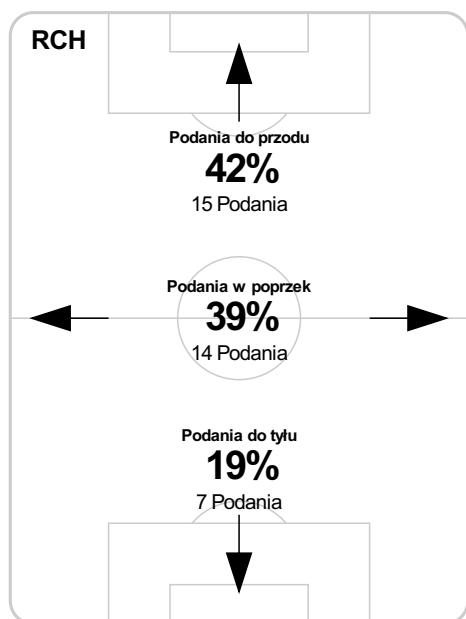 RCH
Podania do przodu
42%
15 Podania
Podania w poprzek
39%
14 Podania
Podania do tyłu
19%
7 Podania